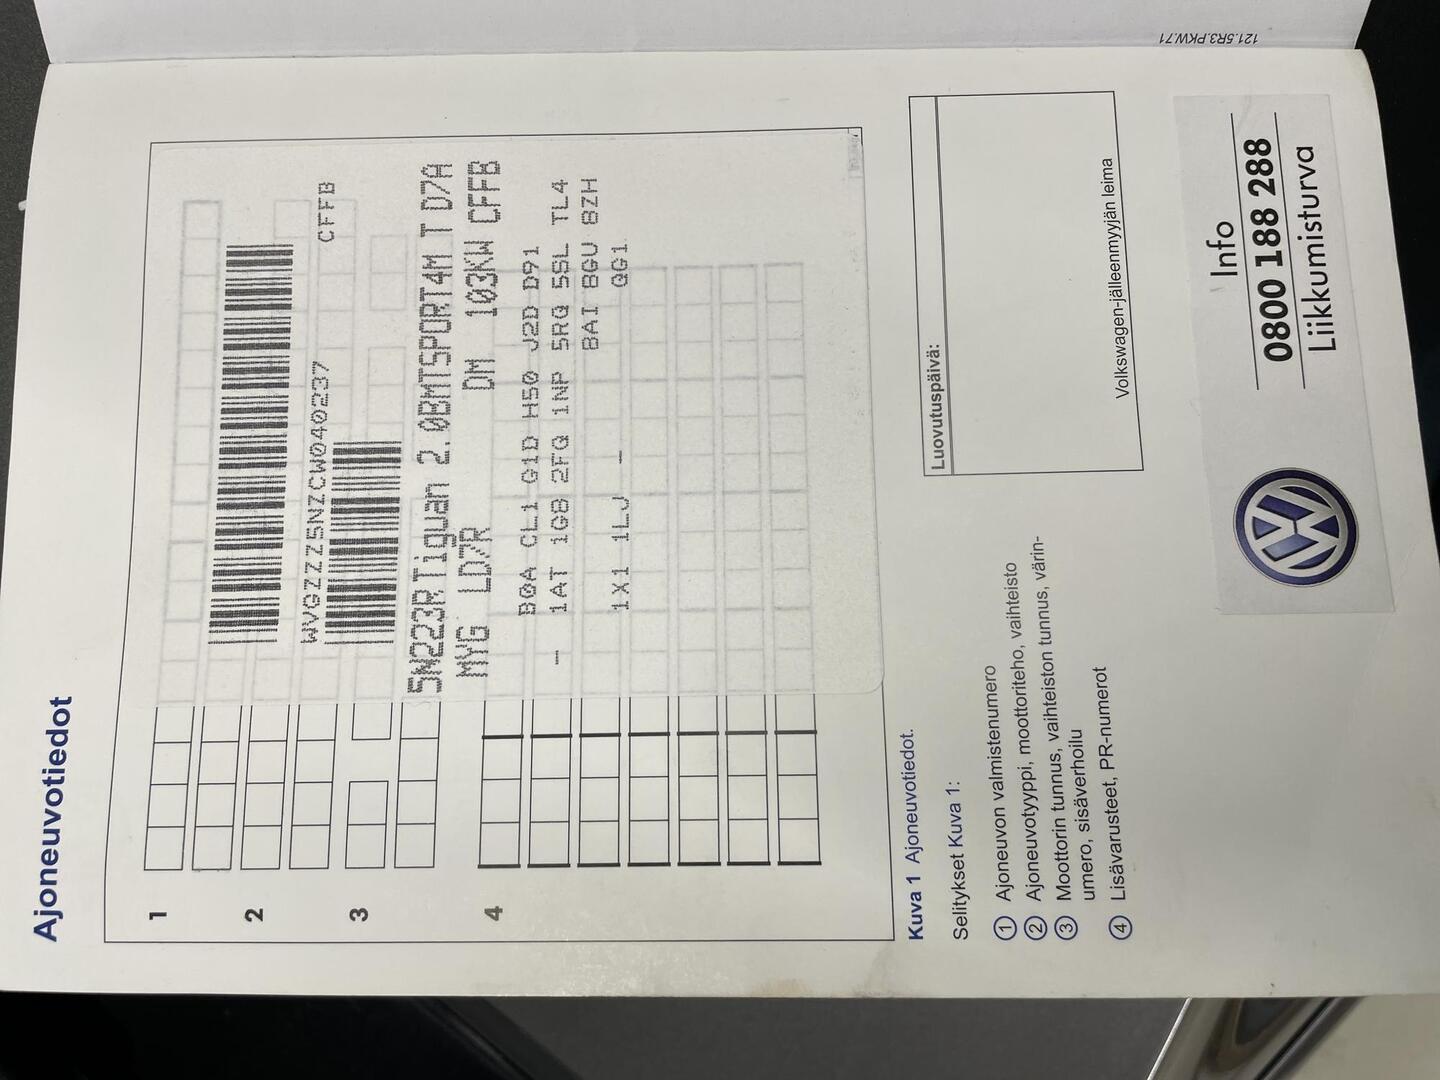 121.5R3.PKW.71
Ajoneuvotiedot
1
2
3
4
WVGZZZ5NZCW040237
CFFB
5N223RTiguan 2.0BMTSPORT4M T D7A
MYG LD7R DM 103KW CFFB
B0A CL1 G1D H50 J2D D91
- 1AT 1G8 2FQ 1NP 5RQ 5SL TL4
8AI 8GU 8ZH
1X1 1LJ - QG1
Kuva 1 Ajoneuvotiedot.
Selitykset Kuva 1:
1 Ajoneuvon valmistenumero
2 Ajoneuvotyyppi, moottoriteho, vaihteisto
3 Moottorin tunnus, vaihteiston tunnus, värin-
umero, sisäverhoilu
4 Lisävarusteet, PR-numerot
Luovutuspäivä:
Volkswagen-jälleenmyyjän leima
Info
0800 188 288
Liikkumisturva